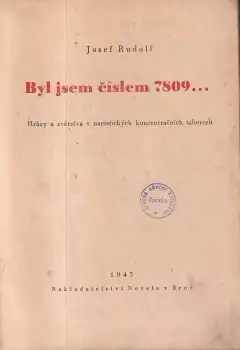 Josef Rudolf
Byl jsem číslem 7809...
Hrůzy a zvěrstva v nacistických koncentračních táborech
1945
Nakladatelství Novela v Brně